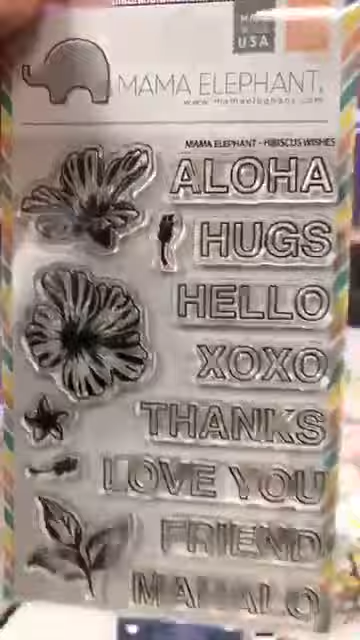 MADE
USA
MAMA ELEPHANT.
www.mamaelephant.com
MAMA ELEPHANT - HIBISCUS WISHES
ALOHA
HUGS
HELLO
XOXO
THANKS
LOVE YOU
FRIEND
MAHALO